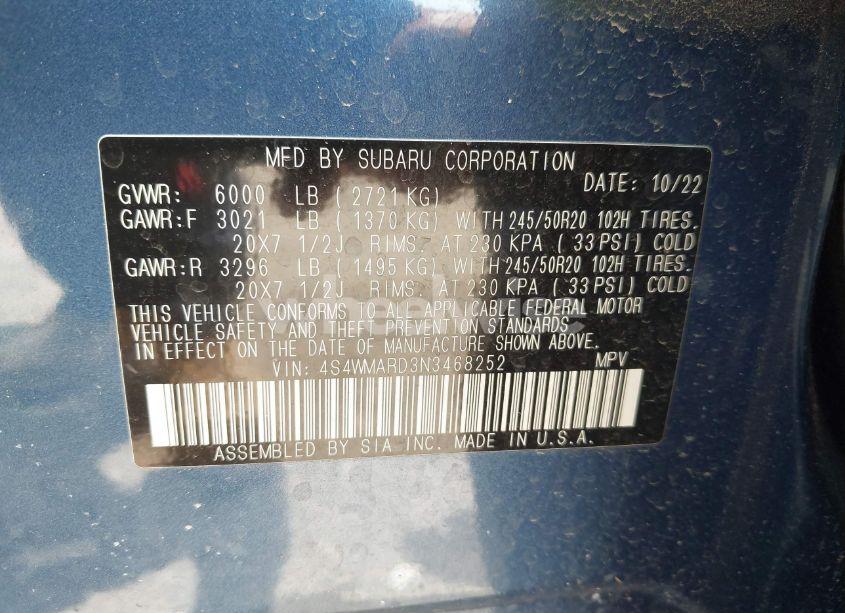 MFD BY SUBARU CORPORATION
DATE: 10/22
GVWR: 6000 LB ( 2721 KG)
GAWR:F 3021 LB ( 1370 KG) WITH 245/50R20 102H TIRES.
20X7 1/2J RIMS. AT 230 KPA ( 33 PSI) COLD
GAWR:R 3296 LB ( 1495 KG) WITH 245/50R20 102H TIRES.
20X7 1/2J RIMS. AT 230 KPA ( 33 PSI) COLD
THIS VEHICLE CONFORMS TO ALL APPLICABLE FEDERAL MOTOR
VEHICLE SAFETY AND THEFT PREVENTION STANDARDS
IN EFFECT ON THE DATE OF MANUFACTURE SHOWN ABOVE.
VIN: 4S4WMARD3N3468252 MPV
ASSEMBLED BY SIA INC. MADE IN U.S.A.